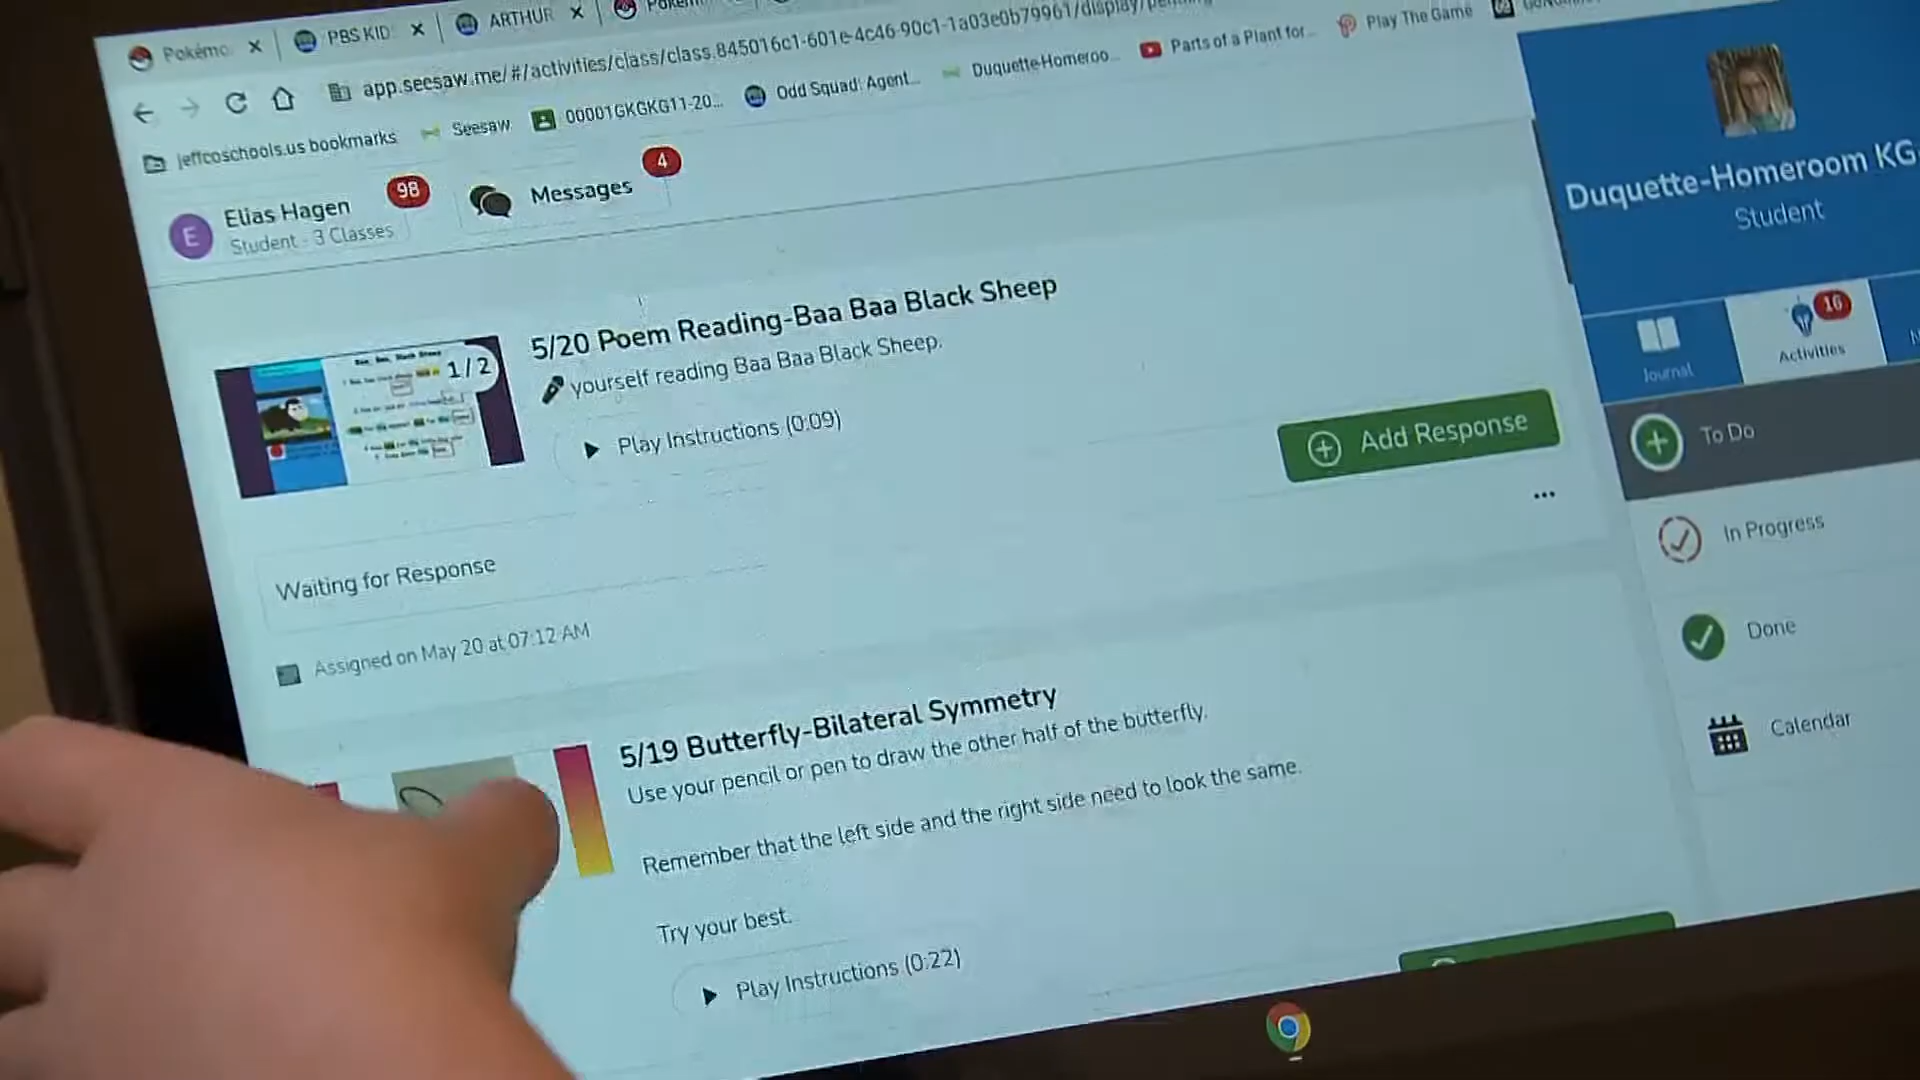 Pokémo
PBS KID
ARTHUR
app.seesaw.me/#/activities/class/class.845016c1-601e-4c46-90c1-1a03e0b79961/display/
jeffcoschools.us bookmarks
Seesaw
00001GKGKG11-20...
Odd Squad: Agent...
Duquette-Homeroo...
Parts of a Plant for...
Play The Game
E
Elias Hagen
98
Student - 3 Classes
Messages
4
Duquette-Homeroom KG
Student
Journal
Activities
16
To Do
In Progress
Done
Calendar
1/2
5/20 Poem Reading-Baa Baa Black Sheep
yourself reading Baa Baa Black Sheep.
Play Instructions (0:09)
Add Response
Waiting for Response
Assigned on May 20 at 07:12 AM
5/19 Butterfly-Bilateral Symmetry
Use your pencil or pen to draw the other half of the butterfly.
Remember that the left side and the right side need to look the same.
Try your best.
Play Instructions (0:22)